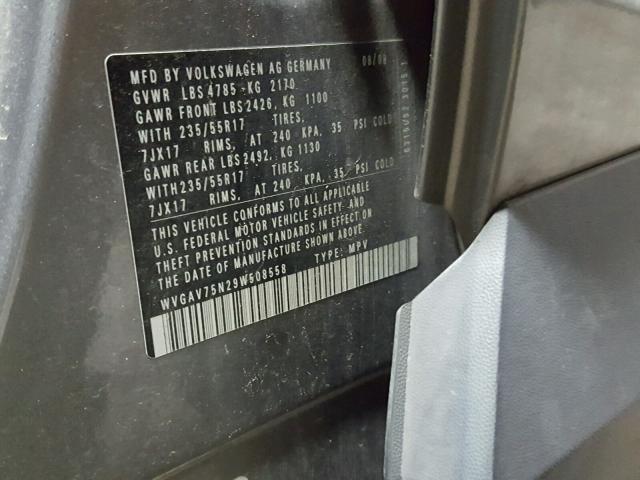 MFD BY VOLKSWAGEN AG GERMANY 08/08
GVWR LBS 4785 KG 2170
GAWR FRONT LBS 2426, KG 1100
WITH 235/55R17 TIRES,
7JX17 RIMS, AT 240 KPA, 35 PSI COLD
GAWR REAR LBS 2492, KG 1130
WITH 235/55R17 TIRES,
7JX17 RIMS, AT 240 KPA, 35 PSI COLD
THIS VEHICLE CONFORMS TO ALL APPLICABLE
U.S. FEDERAL MOTOR VEHICLE SAFETY AND
THEFT PREVENTION STANDARDS IN EFFECT ON
THE DATE OF MANUFACTURE SHOWN ABOVE.
WVGAV75N29W508558 TYPE: MPV